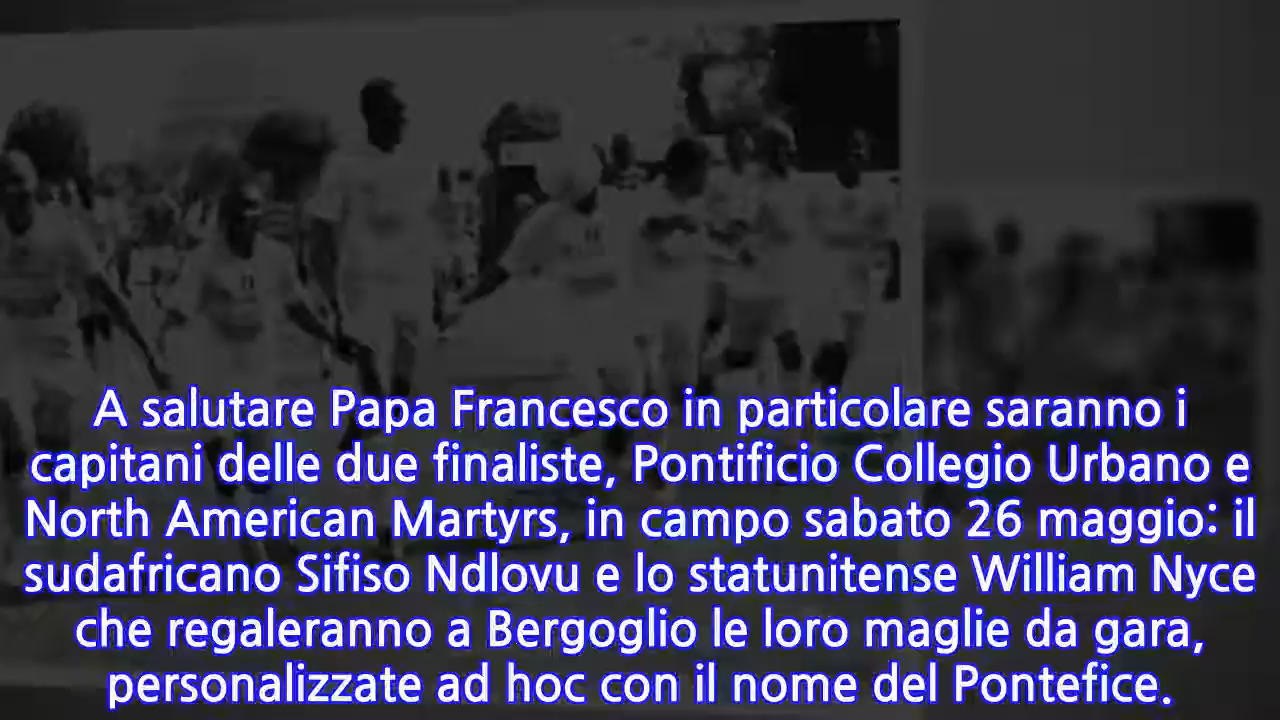 A salutare Papa Francesco in particolare saranno i
capitani delle due finaliste, Pontificio Collegio Urbano e
North American Martyrs, in campo sabato 26 maggio: il
sudafricano Sifiso Ndlovu e lo statunitense William Nyce
che regaleranno a Bergoglio le loro maglie da gara,
personalizzate ad hoc con il nome del Pontefice.